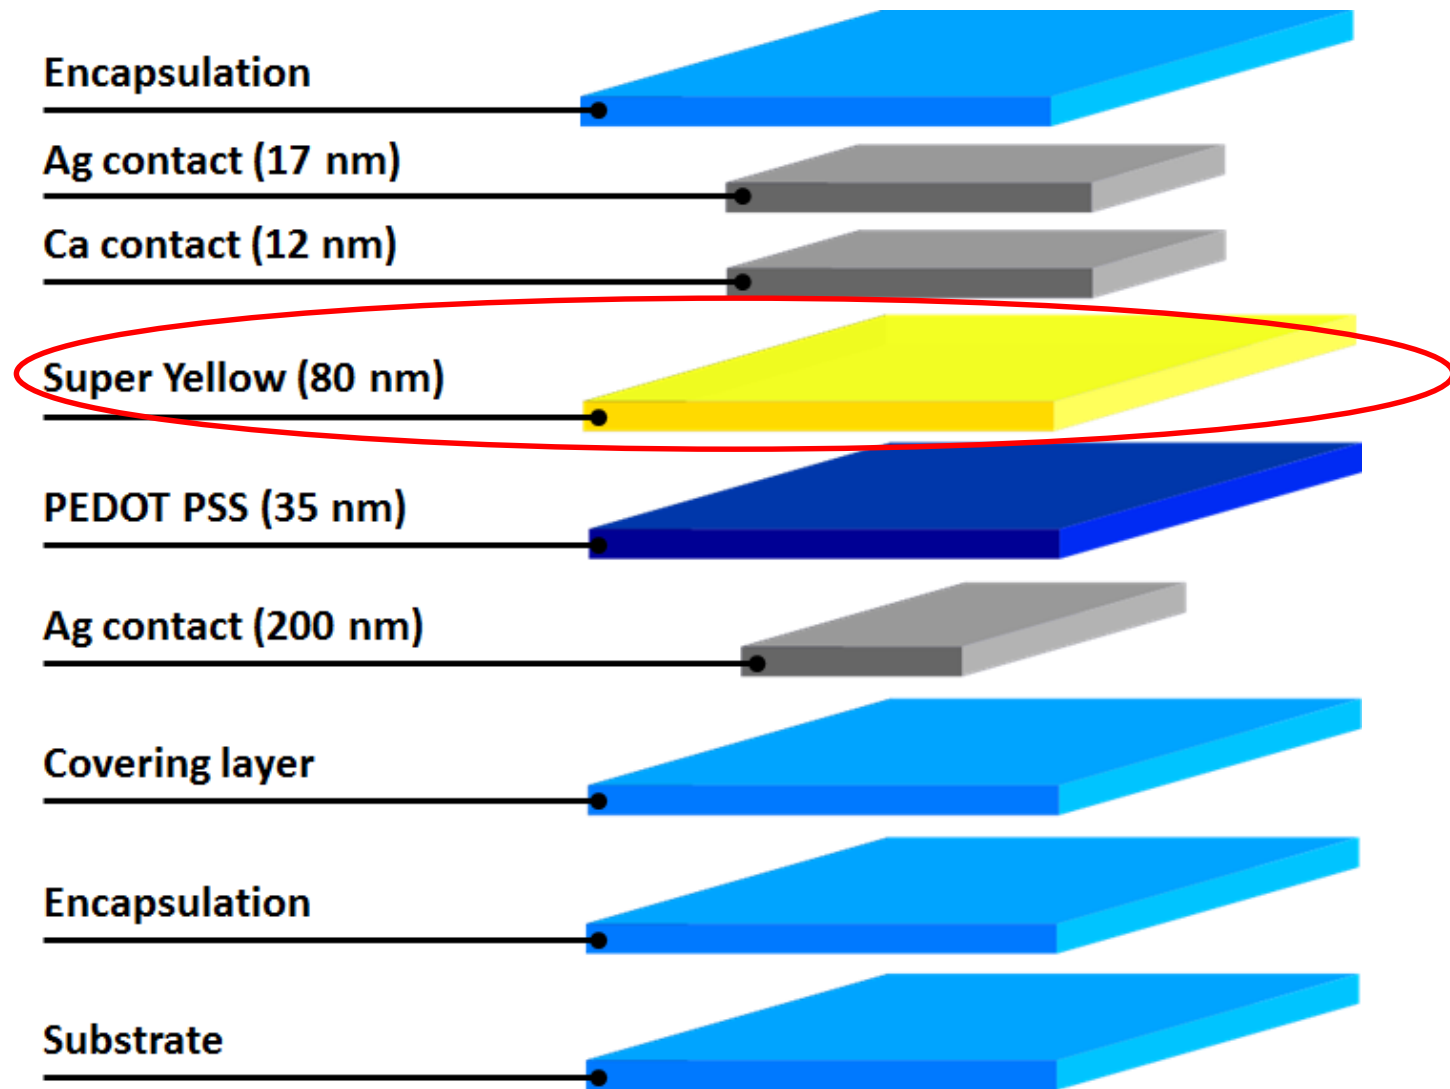 Encapsulation
Ag contact (17 nm)
Ca contact (12 nm)
Super Yellow (80 nm)
PEDOT PSS (35 nm)
Ag contact (200 nm)
Covering layer
Encapsulation
Substrate